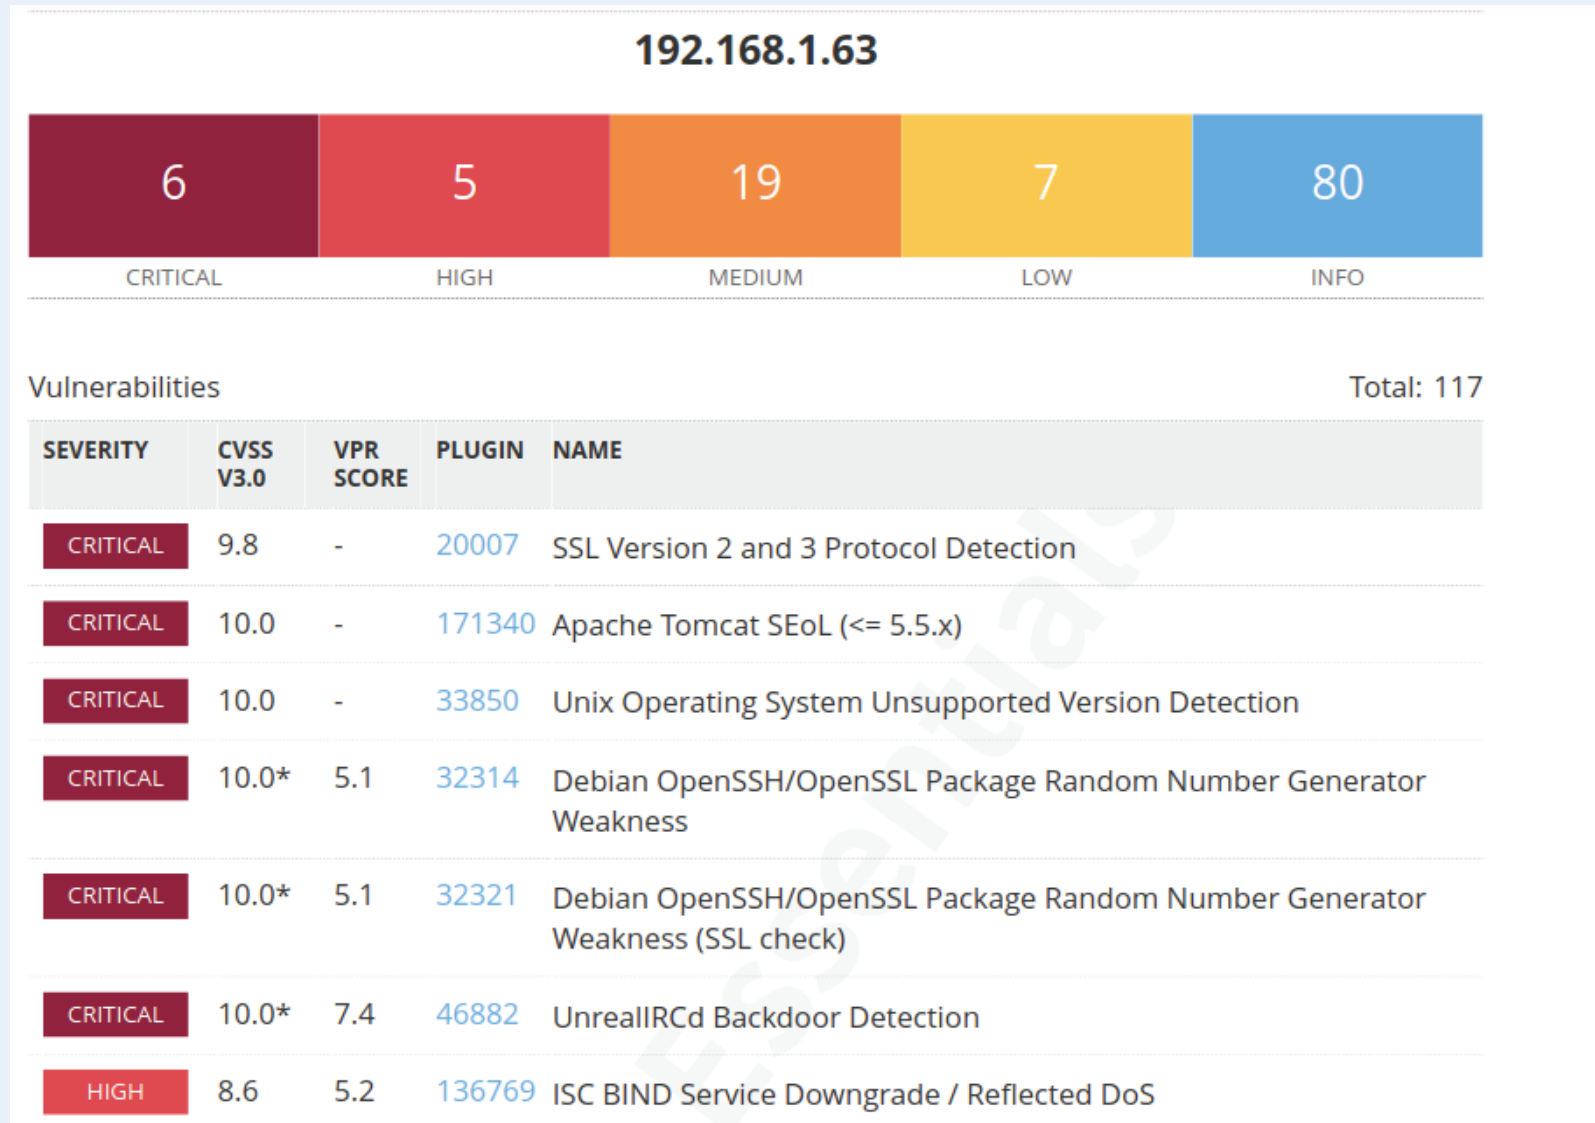 192.168.1.63
6 5 19 7 80
CRITICAL HIGH MEDIUM LOW INFO
Vulnerabilities Total: 117
SEVERITY CVSS VPR PLUGIN NAME
V3.0 SCORE
CRITICAL 9.8 - 20007 SSL Version 2 and 3 Protocol Detection
CRITICAL 10.0 - 171340 Apache Tomcat SEoL (<= 5.5.x)
CRITICAL 10.0 - 33850 Unix Operating System Unsupported Version Detection
CRITICAL 10.0* 5.1 32314 Debian OpenSSH/OpenSSL Package Random Number Generator
Weakness
CRITICAL 10.0* 5.1 32321 Debian OpenSSH/OpenSSL Package Random Number Generator
Weakness (SSL check)
CRITICAL 10.0* 7.4 46882 UnrealIRCd Backdoor Detection
HIGH 8.6 5.2 136769 ISC BIND Service Downgrade / Reflected DoS
Essentials